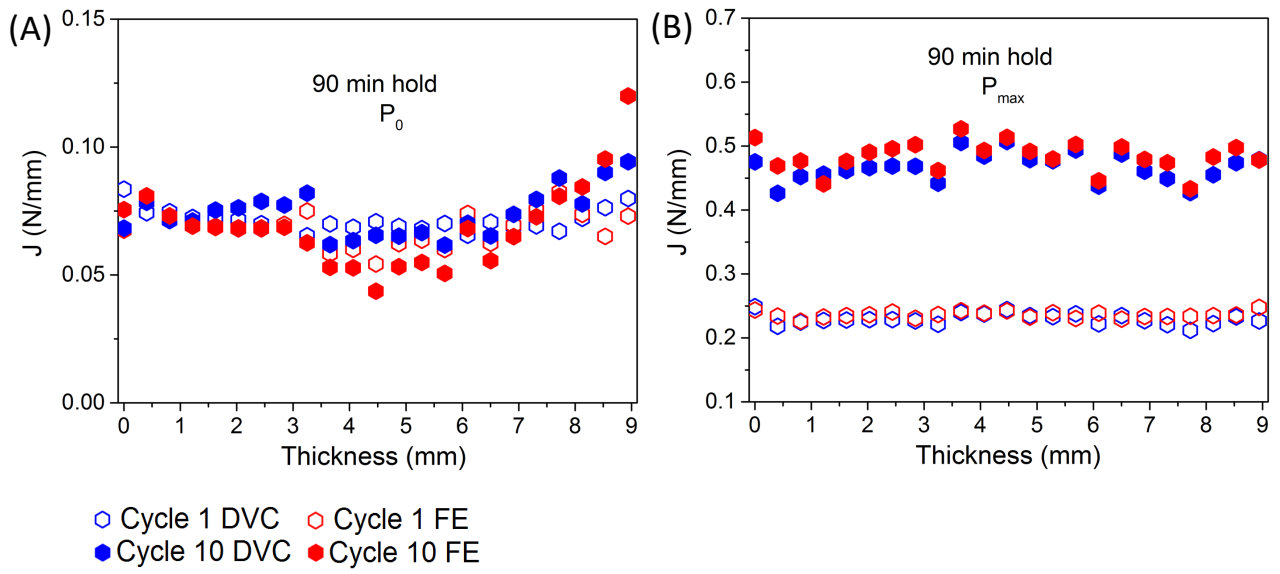 (A)
0.15
0.10
0.05
0.00
J (N/mm)
90 min hold
P0
0 1 2 3 4 5 6 7 8 9
Thickness (mm)
(B)
0.7
0.6
0.5
0.4
0.3
0.2
0.1
J (N/mm)
90 min hold
Pmax
0 1 2 3 4 5 6 7 8 9
Thickness (mm)
Cycle 1 DVC Cycle 1 FE
Cycle 10 DVC Cycle 10 FE